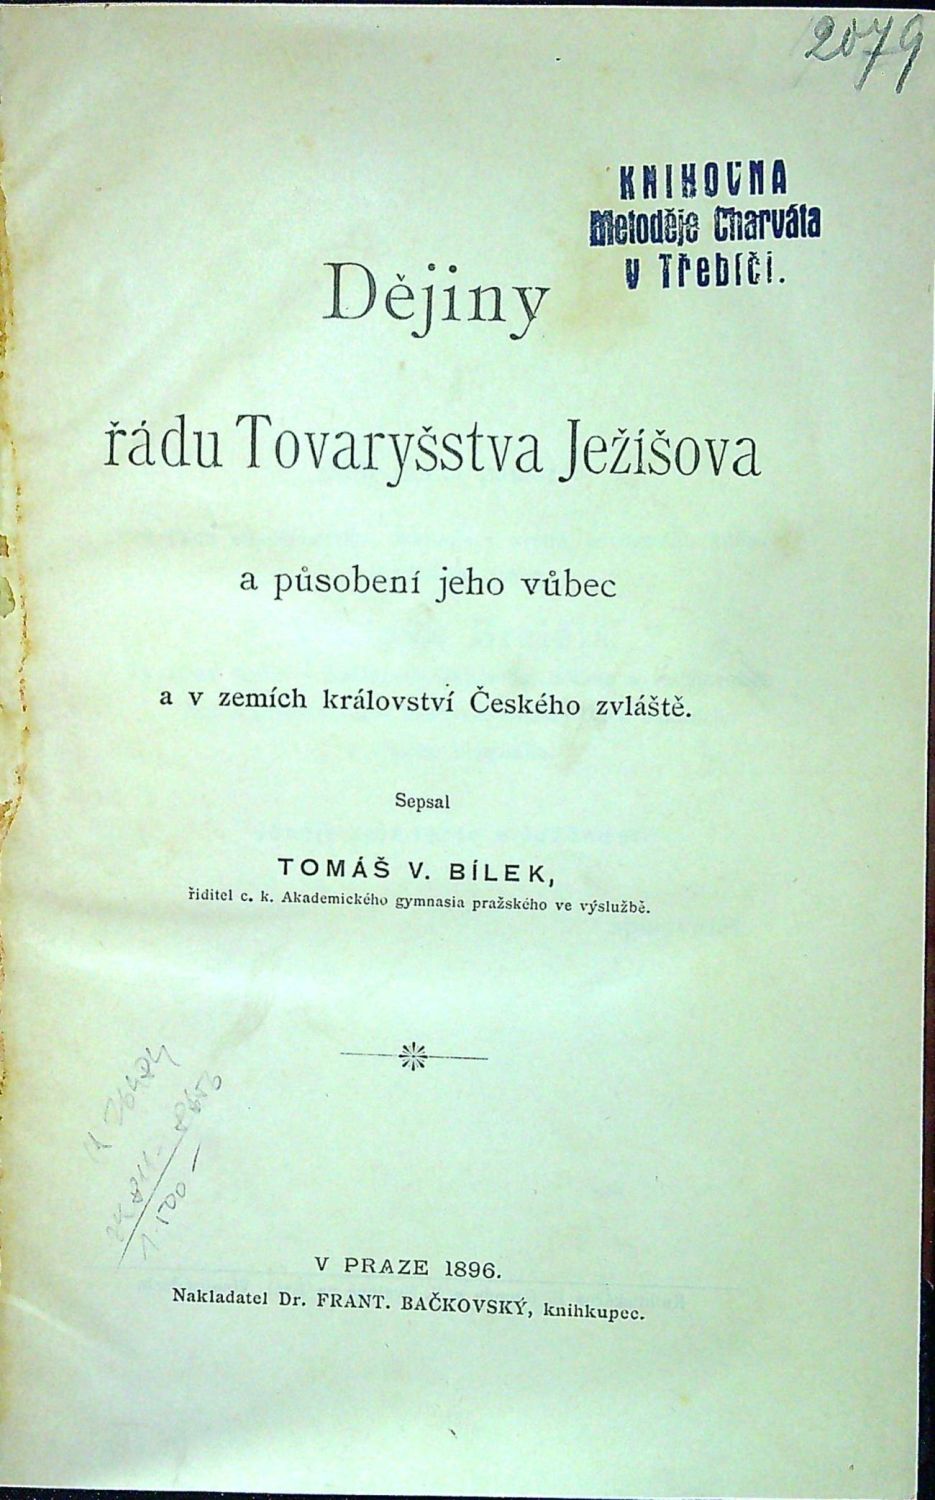 2079
KNIHOVNA
Metoděje Charváta
v Třebíči.
Dějiny
řádu Tovaryšstva Ježíšova
a působení jeho vůbec
a v zemích království Českého zvláště.
Sepsal
TOMÁŠ V. BÍLEK,
řiditel c. k. Akademického gymnasia pražského ve výslužbě.
V PRAZE 1896.
Nakladatel Dr. FRANT. BAČKOVSKÝ, knihkupec.